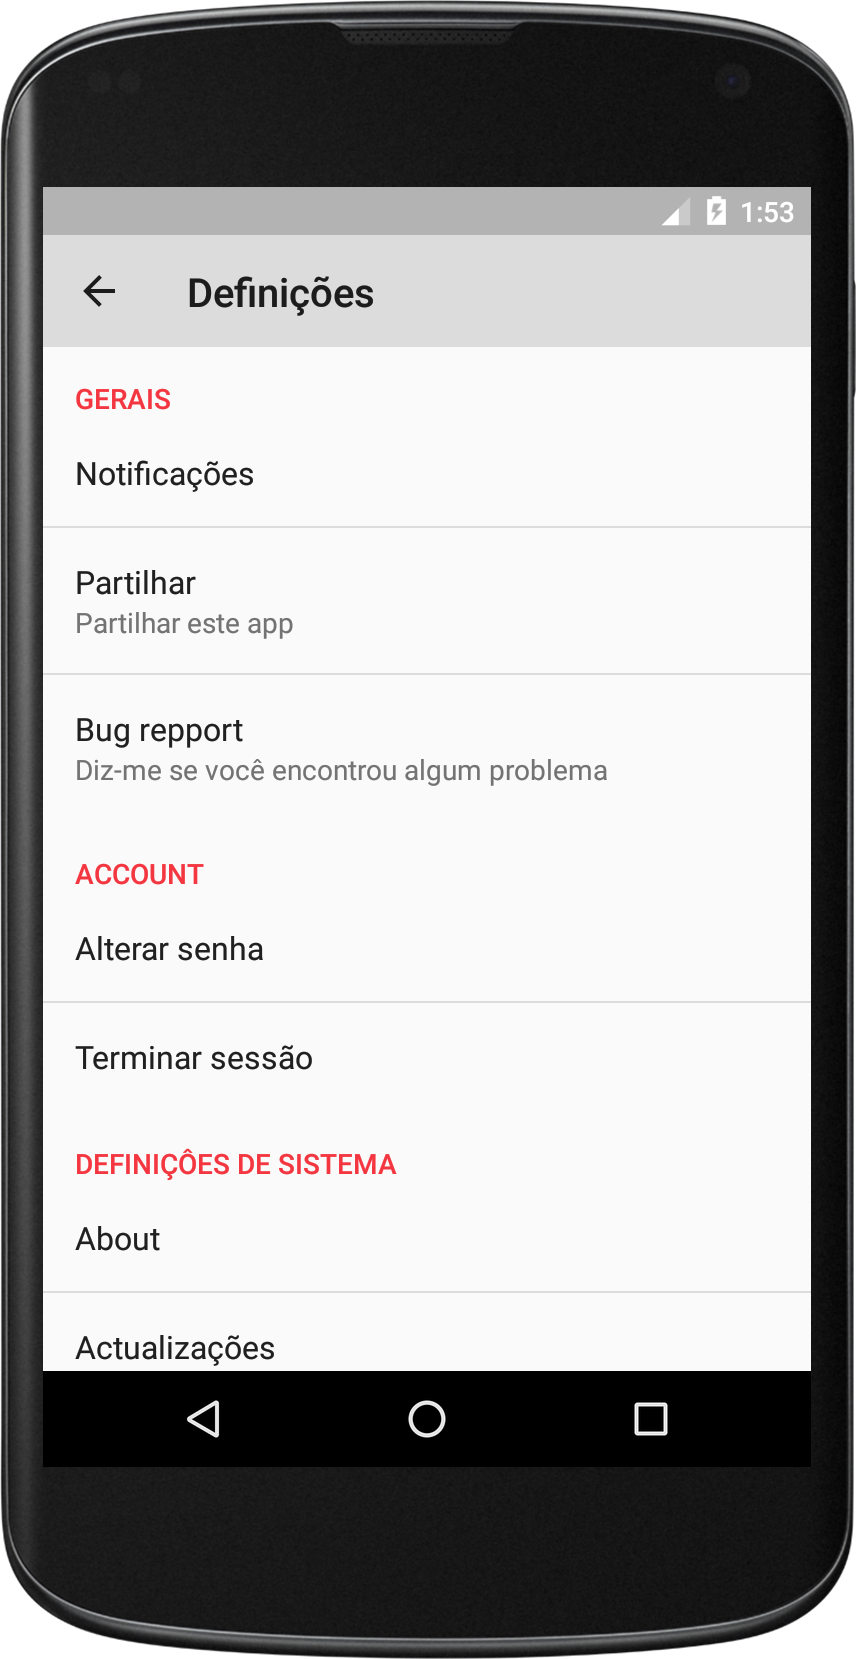 1:53
Definições
GERAIS
Notificações
Partilhar
Partilhar este app
Bug repport
Diz-me se você encontrou algum problema
ACCOUNT
Alterar senha
Terminar sessão
DEFINIÇÔES DE SISTEMA
About
Actualizações